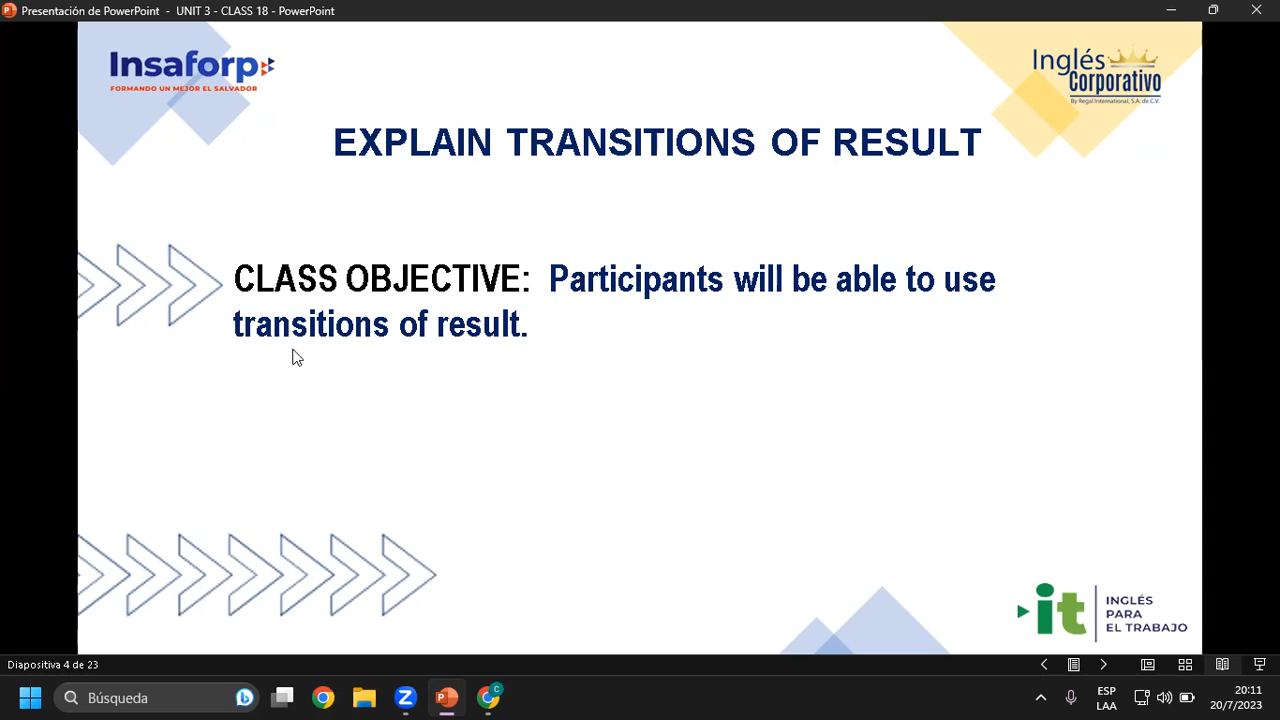 Presentación de PowerPoint - UNIT 3 - CLASS 18 - PowerPoint
Insaforp
FORMANDO UN MEJOR EL SALVADOR
Inglés
Corporativo
By Regal International, S.A. de C.V.
EXPLAIN TRANSITIONS OF RESULT
CLASS OBJECTIVE: Participants will be able to use
transitions of result.
it
INGLÉS
PARA
EL TRABAJO
Diapositiva 4 de 23
Búsqueda
C
ESP
LAA
20:11
20/7/2023